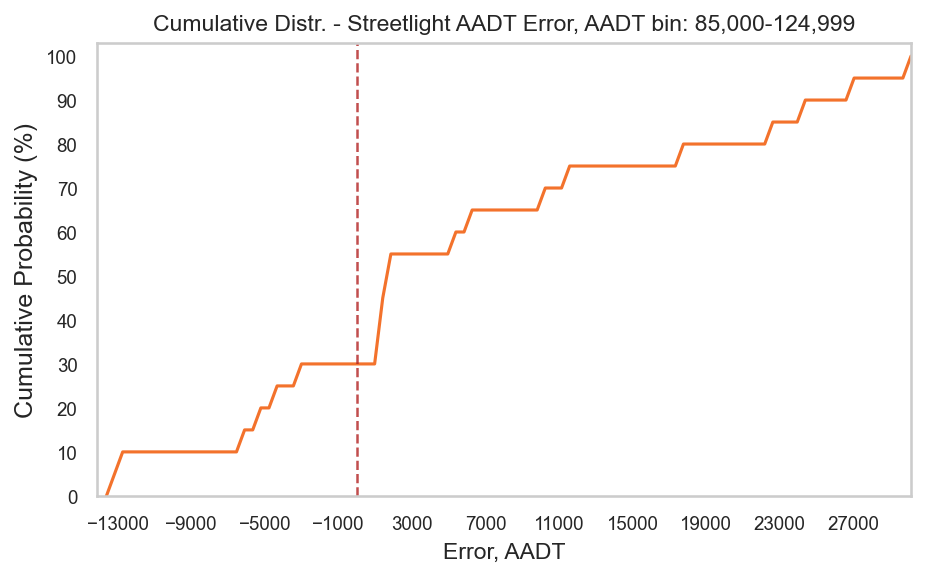 Cumulative Distr. - Streetlight AADT Error, AADT bin: 85,000-124,999
Cumulative Probability (%)
100
90
80
70
60
50
40
30
20
10
0
−13000 −9000 −5000 −1000 3000 7000 11000 15000 19000 23000 27000
Error, AADT